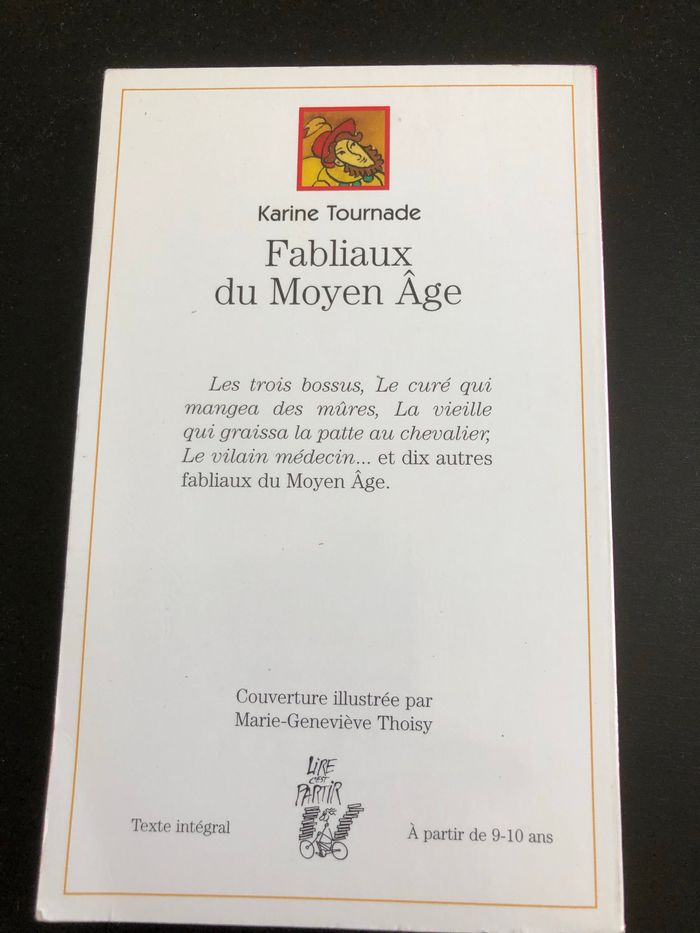 Karine Tournade
Fabliaux
du Moyen Âge
Les trois bossus, Le curé qui
mangea des mûres, La vieille
qui graissa la patte au chevalier,
Le vilain médecin... et dix autres
fabliaux du Moyen Âge.
Couverture illustrée par
Marie-Geneviève Thoisy
LIRE
C'EST
PARTIR
Texte intégral
À partir de 9-10 ans